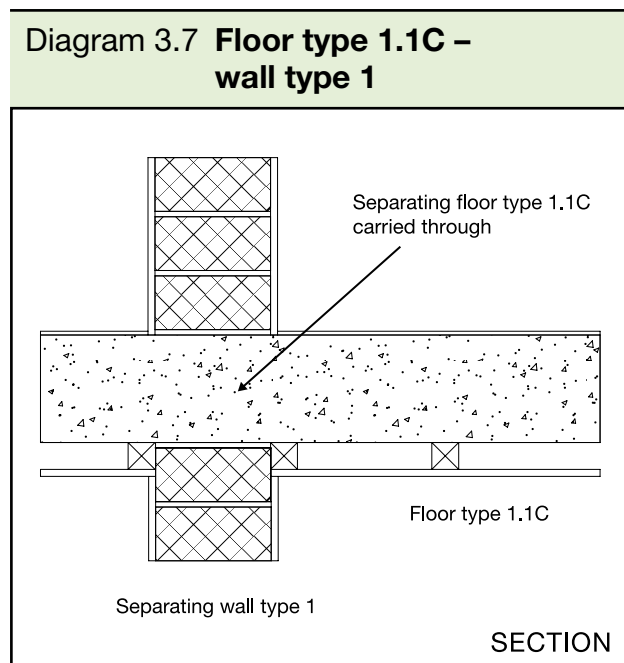 Diagram 3.7 Floor type 1.1C –
wall type 1
Separating floor type 1.1C
carried through
Floor type 1.1C
Separating wall type 1
SECTION